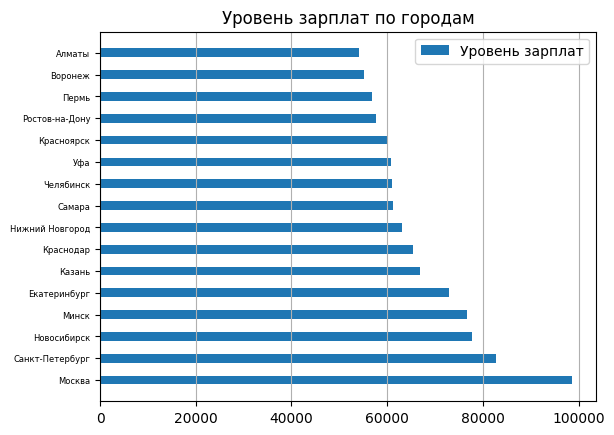 Уровень зарплат по городам
Уровень зарплат
Алматы
Воронеж
Пермь
Ростов-на-Дону
Красноярск
Уфа
Челябинск
Самара
Нижний Новгород
Краснодар
Казань
Екатеринбург
Минск
Новосибирск
Санкт-Петербург
Москва
0 20000 40000 60000 80000 100000